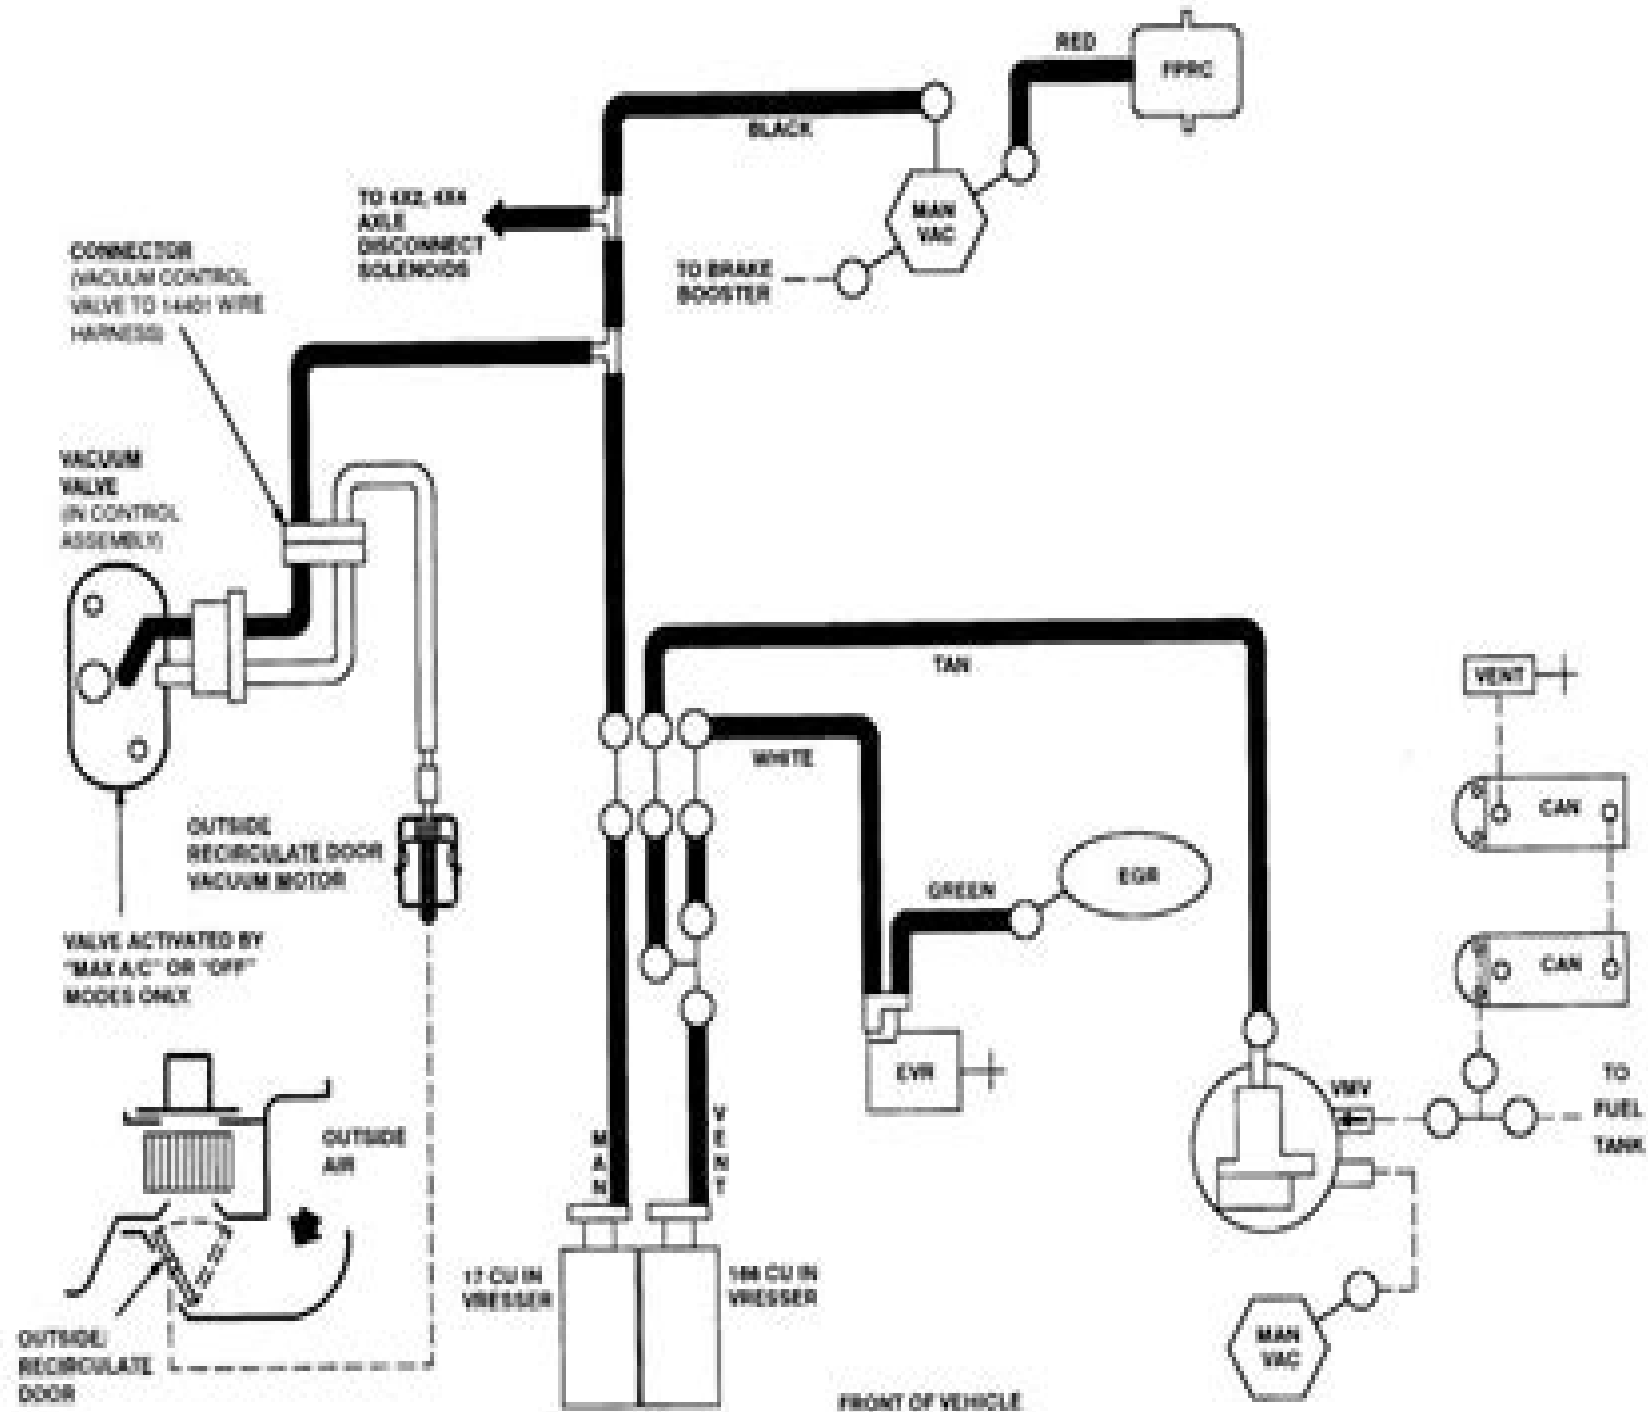 RED
FPRC
BLACK
TO 4X2, 4X4
AXLE
DISCONNECT
SOLENOIDS
MAN
VAC
TO BRAKE
BOOSTER
CONNECTOR
(VACUUM CONTROL
VALVE TO 14401 WIRE
HARNESS)
VACUUM
VALVE
(IN CONTROL
ASSEMBLY)
TAN
VENT
WHITE
CAN
OUTSIDE
RECIRCULATE DOOR
VACUUM MOTOR
GREEN
EGR
VALVE ACTIVATED BY
"MAX A/C" OR "OFF"
MODES ONLY.
CAN
EVR
VMV
TO
FUEL
TANK
OUTSIDE
AIR
MAN
VENT
17 CU IN
VRESSER
CU IN
VRESSER
OUTSIDE/
RECIRCULATE
DOOR
MAN
VAC
FRONT OF VEHICLE